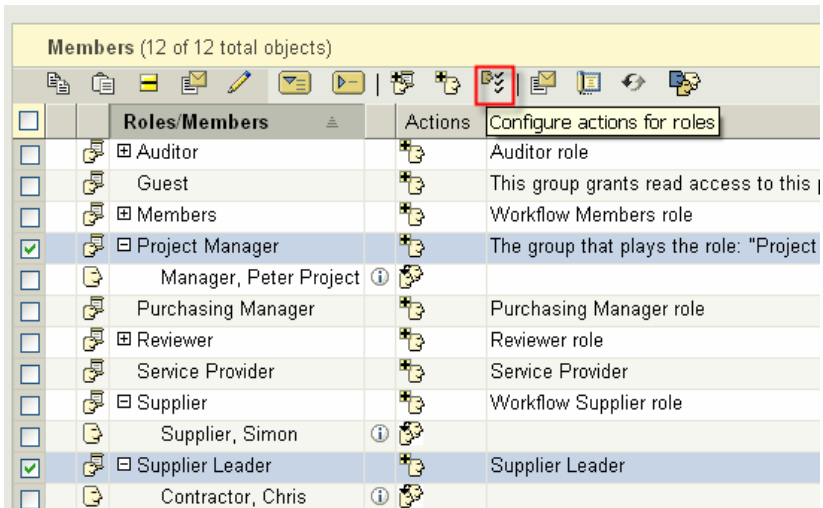 Members (12 of 12 total objects)
Roles/Members Actions Configure actions for roles
Auditor Auditor role
Guest This group grants read access to this
Members Workflow Members role
Project Manager The group that plays the role: "Project
Manager, Peter Project
Purchasing Manager Purchasing Manager role
Reviewer Reviewer role
Service Provider Service Provider
Supplier Workflow Supplier role
Supplier, Simon
Supplier Leader Supplier Leader
Contractor, Chris